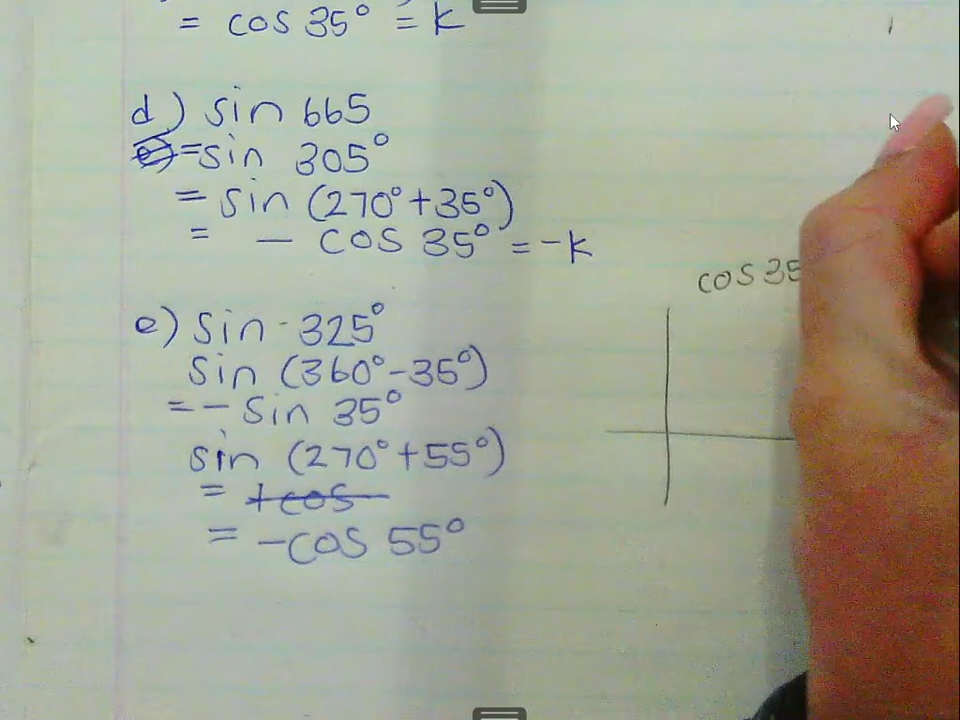 = cos 35° = k
d) sin 665
= sin 305°
= sin (270° + 35°)
= - cos 35° = -k
e) sin 325°
sin (360° - 35°)
= - sin 35°
sin (270° + 55°)
= + cos
= - cos 55°
cos 35